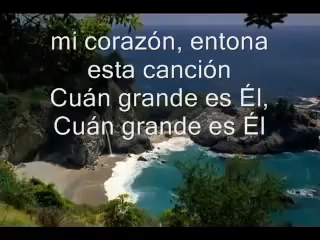 mi corazón, entona
esta canción
Cuán grande es Él,
Cuán grande es Él